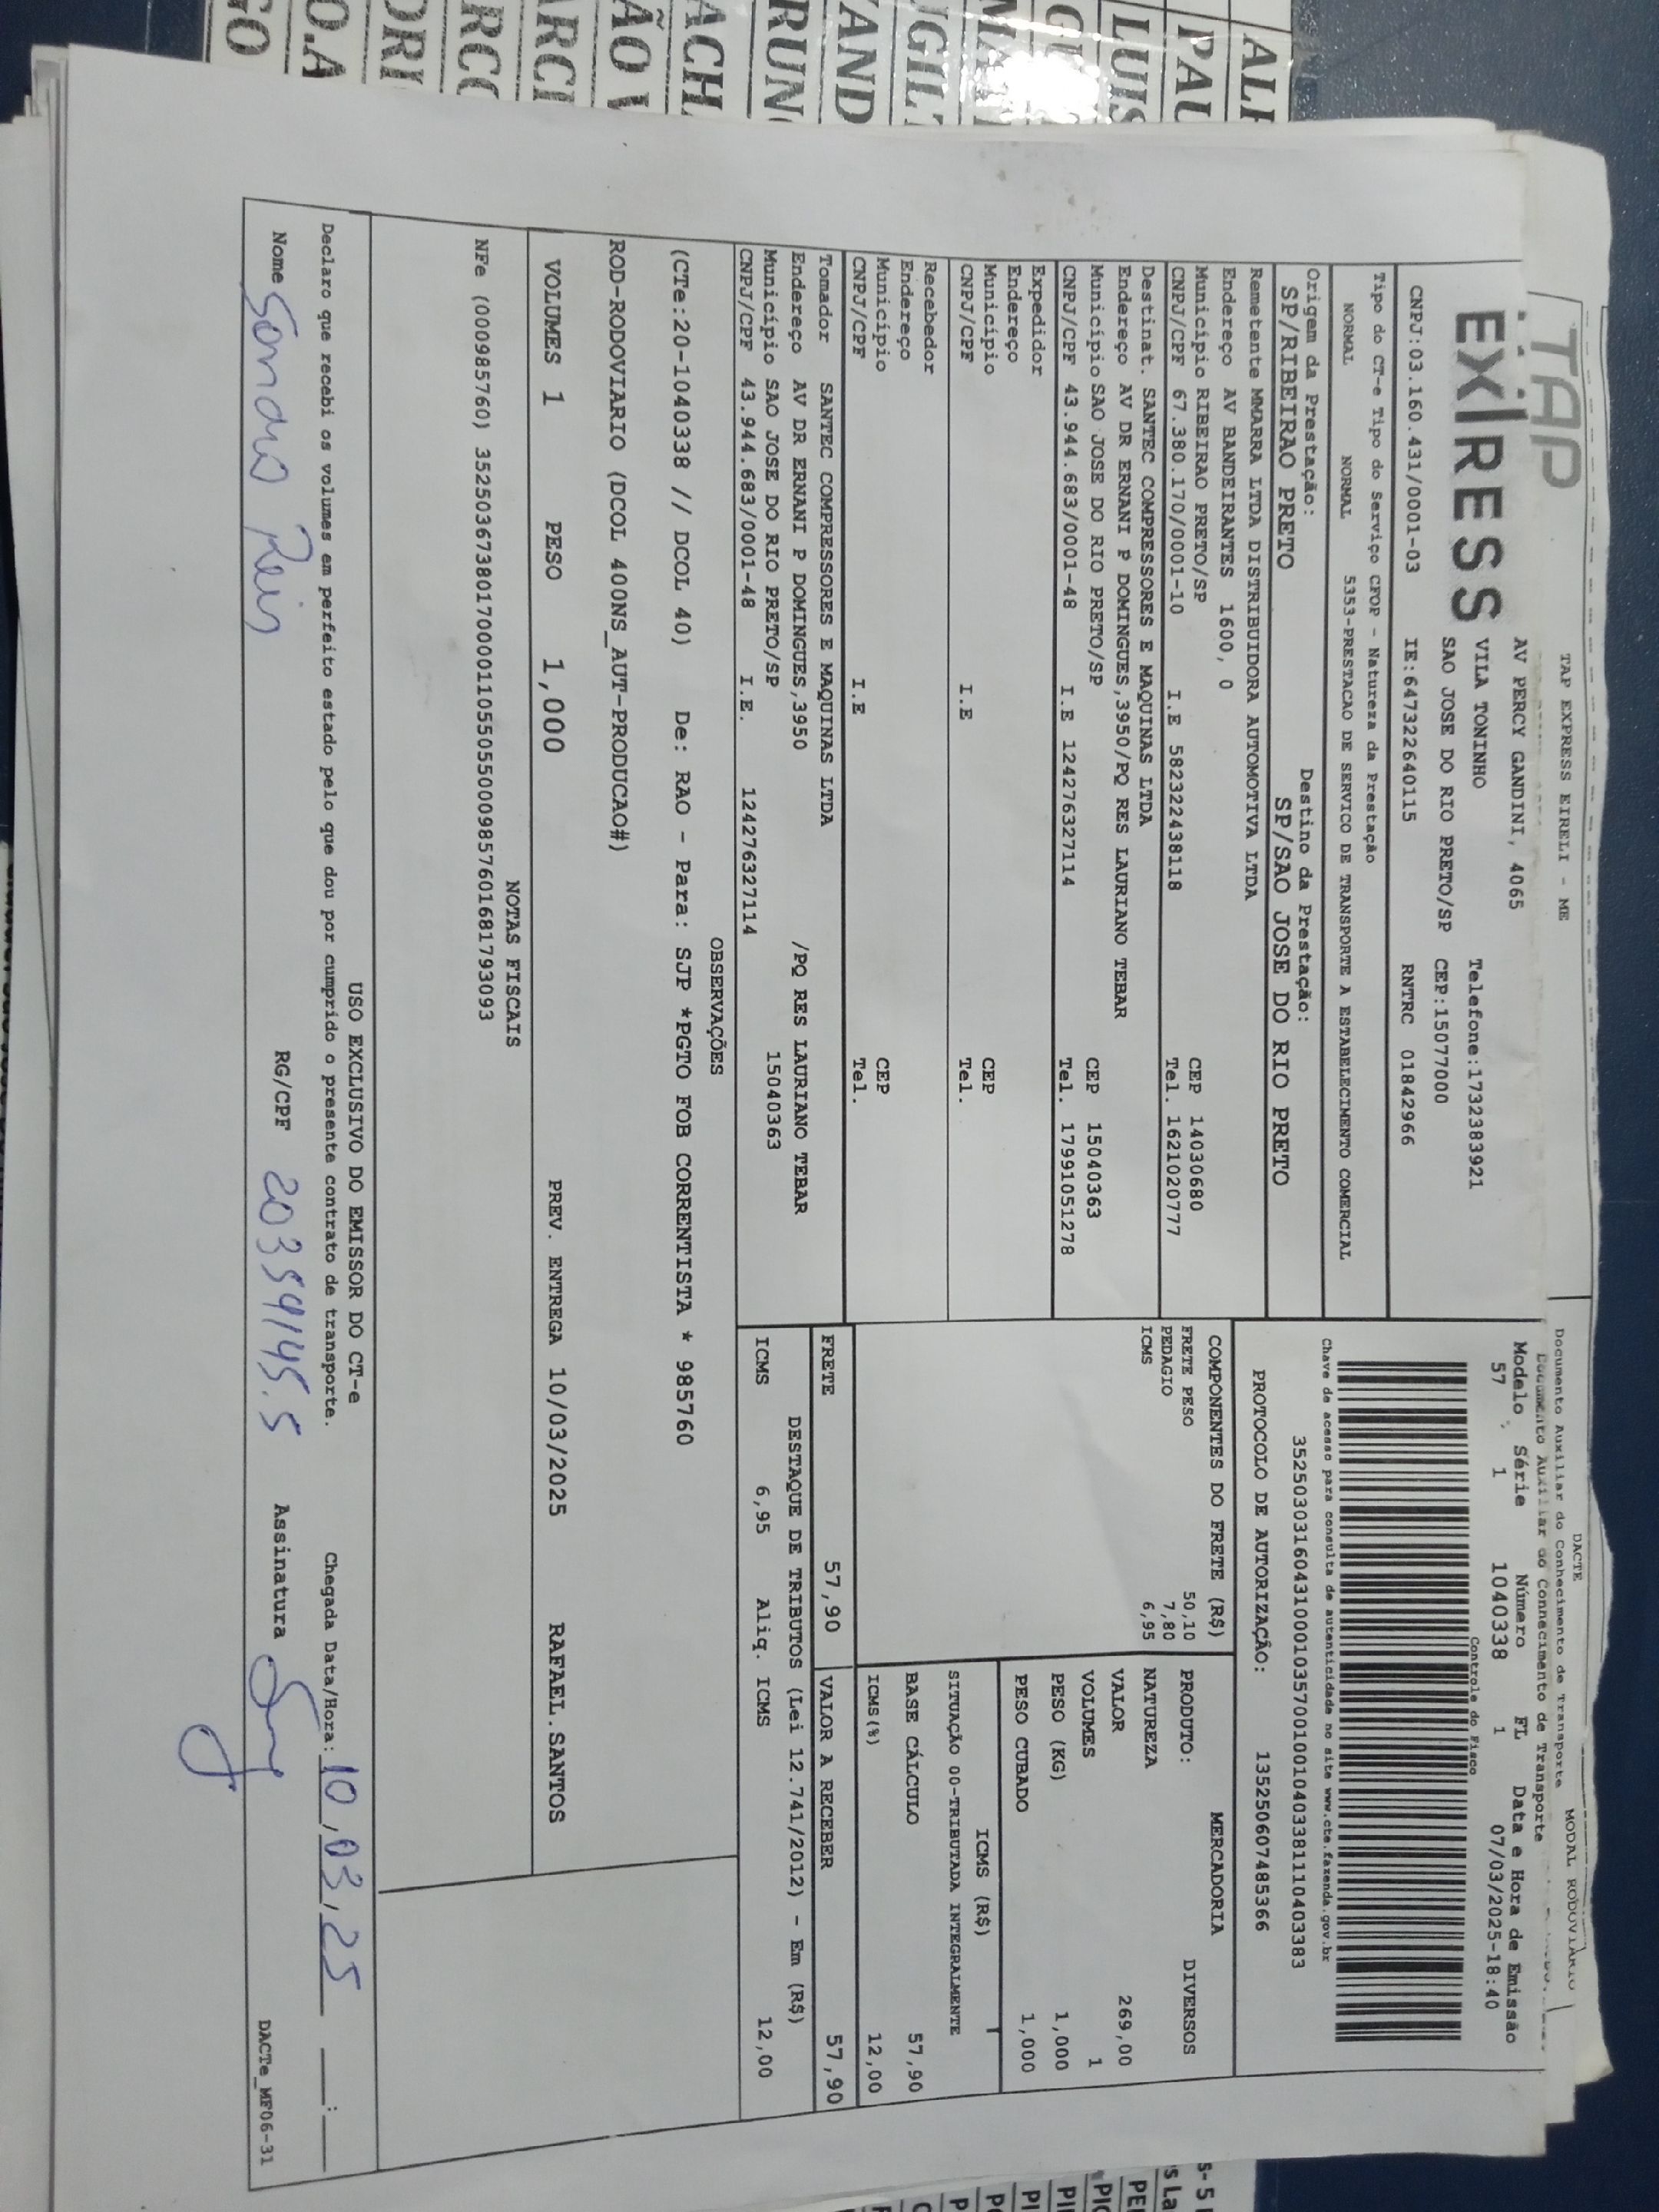 TAP EXPRESS EIRELI - ME
TAP
EXPRESS
AV PERCY GANDINI, 4065
VILA TONINHO Telefone:1732383921
SAO JOSE DO RIO PRETO/SP CEP:15077000
CNPJ:03.160.431/0001-03 IE:647322640115 RNTRC 01842966
DACTE
Documento Auxiliar do Conhecimento de Transporte MODAL RODOVIARIO
Documento Auxiliar do Conhecimento de Transporte
Modelo Série Número FL Data e Hora de Emissão
57 1 1040338 1 07/03/2025-18:40
Controle do Fisco
Chave de acesso para consulta de autenticidade no site www.cte.fazenda.gov.br
35250303160431000103570010010403381110403383
PROTOCOLO DE AUTORIZAÇÃO: 135250607485366
Tipo do CT-e Tipo do Serviço CFOP - Natureza da Prestação
NORMAL NORMAL 5353-PRESTACAO DE SERVICO DE TRANSPORTE A ESTABELECIMENTO COMERCIAL
Origem da Prestação: Destino da Prestação:
SP/RIBEIRAO PRETO SP/SAO JOSE DO RIO PRETO
Remetente MMARRA LTDA DISTRIBUIDORA AUTOMOTIVA LTDA
Endereço AV BANDEIRANTES 1600, 0
Município RIBEIRAO PRETO/SP CEP 14030680
CNPJ/CPF 67.380.170/0001-10 I.E 582322438118 Tel. 1621020777
Destinat. SANTEC COMPRESSORES E MAQUINAS LTDA
Endereço AV DR ERNANI P DOMINGUES,3950/PQ RES LAURIANO TEBAR
Município SAO JOSE DO RIO PRETO/SP CEP 15040363
CNPJ/CPF 43.944.683/0001-48 I.E 124276327114 Tel. 17991051278
Expedidor
Endereço
Município CEP
CNPJ/CPF I.E Tel.
Recebedor
Endereço
Município CEP
CNPJ/CPF I.E Tel.
Tomador SANTEC COMPRESSORES E MAQUINAS LTDA
Endereço AV DR ERNANI P DOMINGUES,3950 /PQ RES LAURIANO TEBAR
Município SAO JOSE DO RIO PRETO/SP 15040363
CNPJ/CPF 43.944.683/0001-48 I.E. 124276327114
COMPONENTES DO FRETE (R$)
FRETE PESO 50,10
PEDAGIO 7,80
ICMS 6,95
MERCADORIA
PRODUTO: DIVERSOS
NATUREZA
VALOR 269,00
VOLUMES 1
PESO (KG) 1,000
PESO CUBADO 1,000
ICMS (R$)
SITUAÇÃO 00-TRIBUTADA INTEGRALMENTE
BASE CÁLCULO 57,90
ICMS(%) 12,00
FRETE 57,90 VALOR A RECEBER 57,90
DESTAQUE DE TRIBUTOS (Lei 12.741/2012) - Em (R$)
ICMS 6,95 Aliq. ICMS 12,00
OBSERVAÇÕES
(CTe:20-1040338 // DCOL 40) De: RAO - Para: SJP *PGTO FOB CORRENTISTA * 985760
ROD-RODOVIARIO (DCOL 400NS_AUT-PRODUCAO#)
VOLUMES 1 PESO 1,000 PREV. ENTREGA 10/03/2025 RAFAEL.SANTOS
NOTAS FISCAIS
NFe (000985760) 35250367380170000110550550009857601681793093
USO EXCLUSIVO DO EMISSOR DO CT-e
Declaro que recebi os volumes em perfeito estado pelo que dou por cumprido o presente contrato de transporte. Chegada Data/Hora: 10/03/25 __:__
Nome Sandro Reis RG/CPF 20359145.5 Assinatura
DACTe_MF06-31